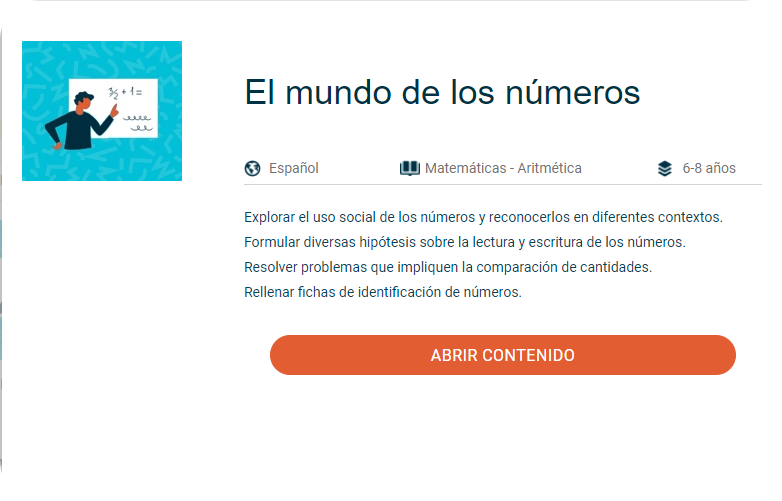 3/2 + 1 =
El mundo de los números
Español
Matemáticas - Aritmética
6-8 años
Explorar el uso social de los números y reconocerlos en diferentes contextos.
Formular diversas hipótesis sobre la lectura y escritura de los números.
Resolver problemas que impliquen la comparación de cantidades.
Rellenar fichas de identificación de números.
ABRIR CONTENIDO